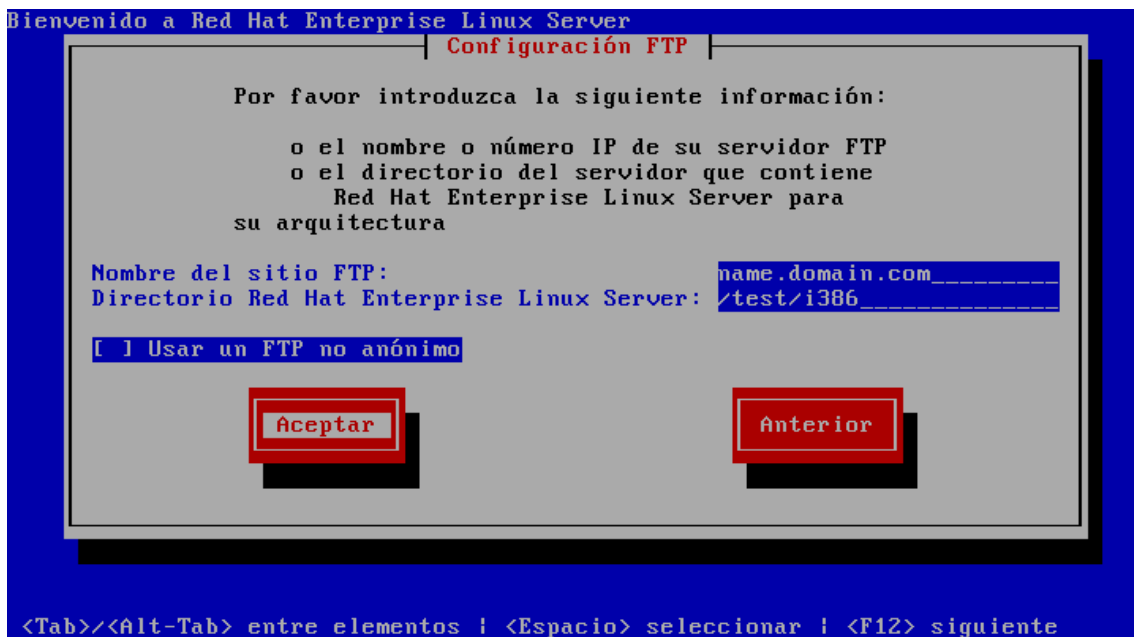 Bienvenido a Red Hat Enterprise Linux Server
Configuración FTP
Por favor introduzca la siguiente información:
o el nombre o número IP de su servidor FTP
o el directorio del servidor que contiene
Red Hat Enterprise Linux Server para
su arquitectura
Nombre del sitio FTP: name.domain.com_________
Directorio Red Hat Enterprise Linux Server: /test/i386______________
[ ] Usar un FTP no anónimo
Aceptar Anterior
<Tab>/<Alt-Tab> entre elementos | <Espacio> seleccionar | <F12> siguiente